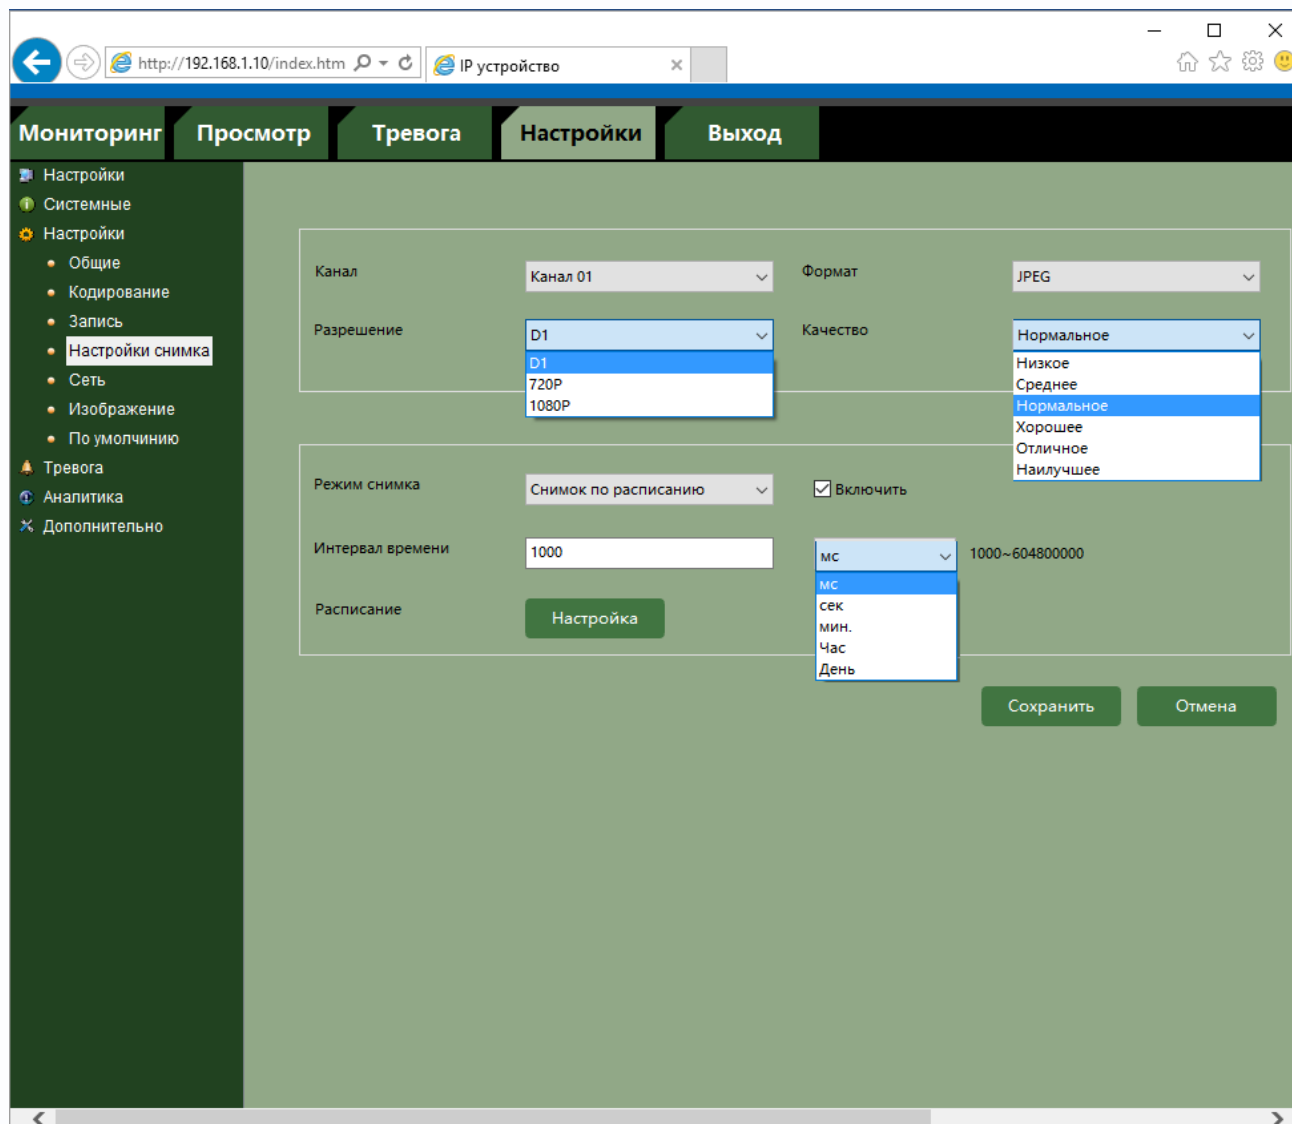 http://192.168.1.10/index.htm
IP устройство
Мониторинг
Просмотр
Тревога
Настройки
Выход
Настройки
Системные
Настройки
Общие
Кодирование
Запись
Настройки снимка
Сеть
Изображение
По умолчинию
Тревога
Аналитика
Дополнительно
Канал
Канал 01
Формат
JPEG
Разрешение
D1
D1
720P
1080P
Качество
Нормальное
Низкое
Среднее
Нормальное
Хорошее
Отличное
Наилучшее
Режим снимка
Снимок по расписанию
Включить
Интервал времени
1000
мс
1000~604800000
мс
сек
мин.
Час
День
Расписание
Настройка
Сохранить
Отмена